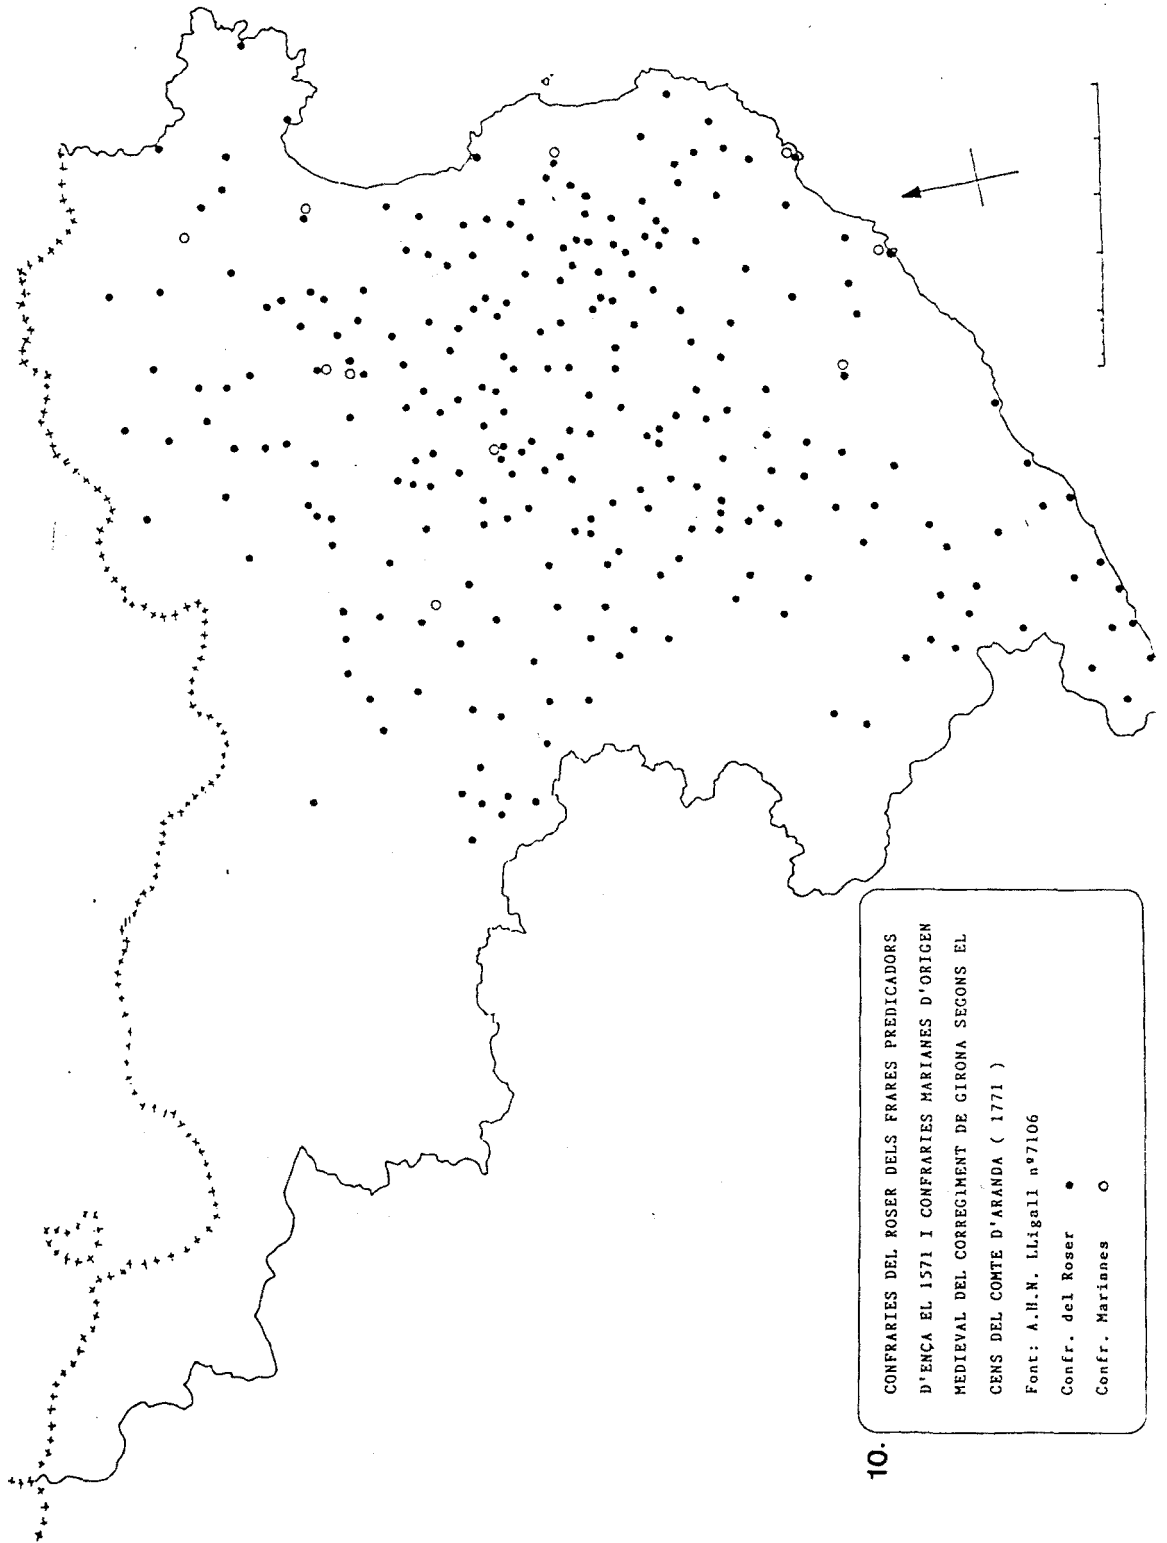 10.
CONFRARIES DEL ROSER DELS FRARES PREDICADORS
D'ENÇA EL 1571 I CONFRARIES MARIANES D'ORIGEN
MEDIEVAL DEL CORREGIMENT DE GIRONA SEGONS EL
CENS DEL COMTE D'ARANDA ( 1771 )
Font: A.H.N. LLigall nº7106
Confr. del Roser
Confr. Marianes